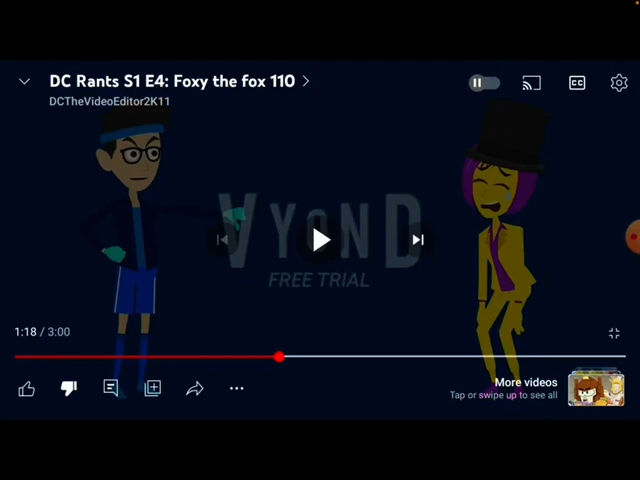 DC Rants S1 E4: Foxy the fox 110
DCTheVideoEditor2K11
CC
VYOND
FREE TRIAL
1:18 / 3:00
More videos
Tap or swipe up to see all